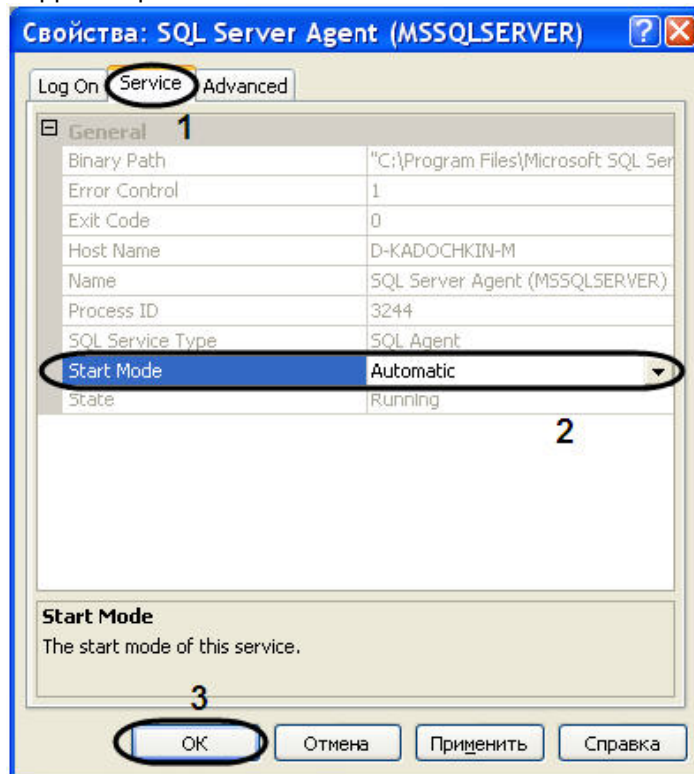 Свойства: SQL Server Agent (MSSQLSERVER)
Log On Service Advanced
General 1
Binary Path "C:\Program Files\Microsoft SQL Ser
Error Control 1
Exit Code 0
Host Name D-KADOCHKIN-M
Name SQL Server Agent (MSSQLSERVER)
Process ID 3244
SQL Service Type SQL Agent
Start Mode Automatic
State Running
2
Start Mode
The start mode of this service.
3
ОК Отмена Применить Справка